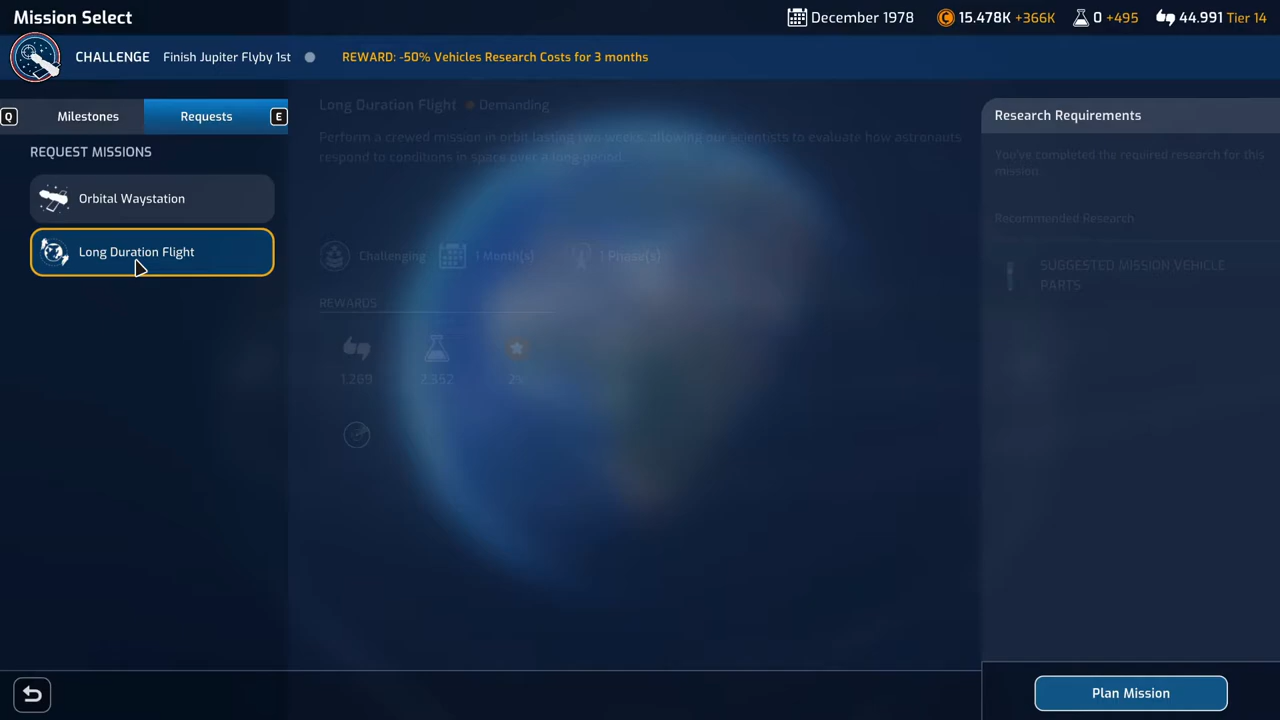 Mission Select
December 1978
15.478K +366K
0 +495
44.991 Tier 14
CHALLENGE Finish Jupiter Flyby 1st
REWARD: -50% Vehicles Research Costs for 3 months
Q Milestones Requests E
REQUEST MISSIONS
Orbital Waystation
Long Duration Flight
Long Duration Flight Demanding
Perform a crewed mission in orbit lasting two weeks, allowing our scientists to evaluate how astronauts
respond to conditions in space over a long period.
Challenging 1 Month(s) 1 Phase(s)
REWARDS
1.269 2.352
Research Requirements
You've completed the required research for this
mission.
Recommended Research
SUGGESTED MISSION VEHICLE
PARTS
Plan Mission